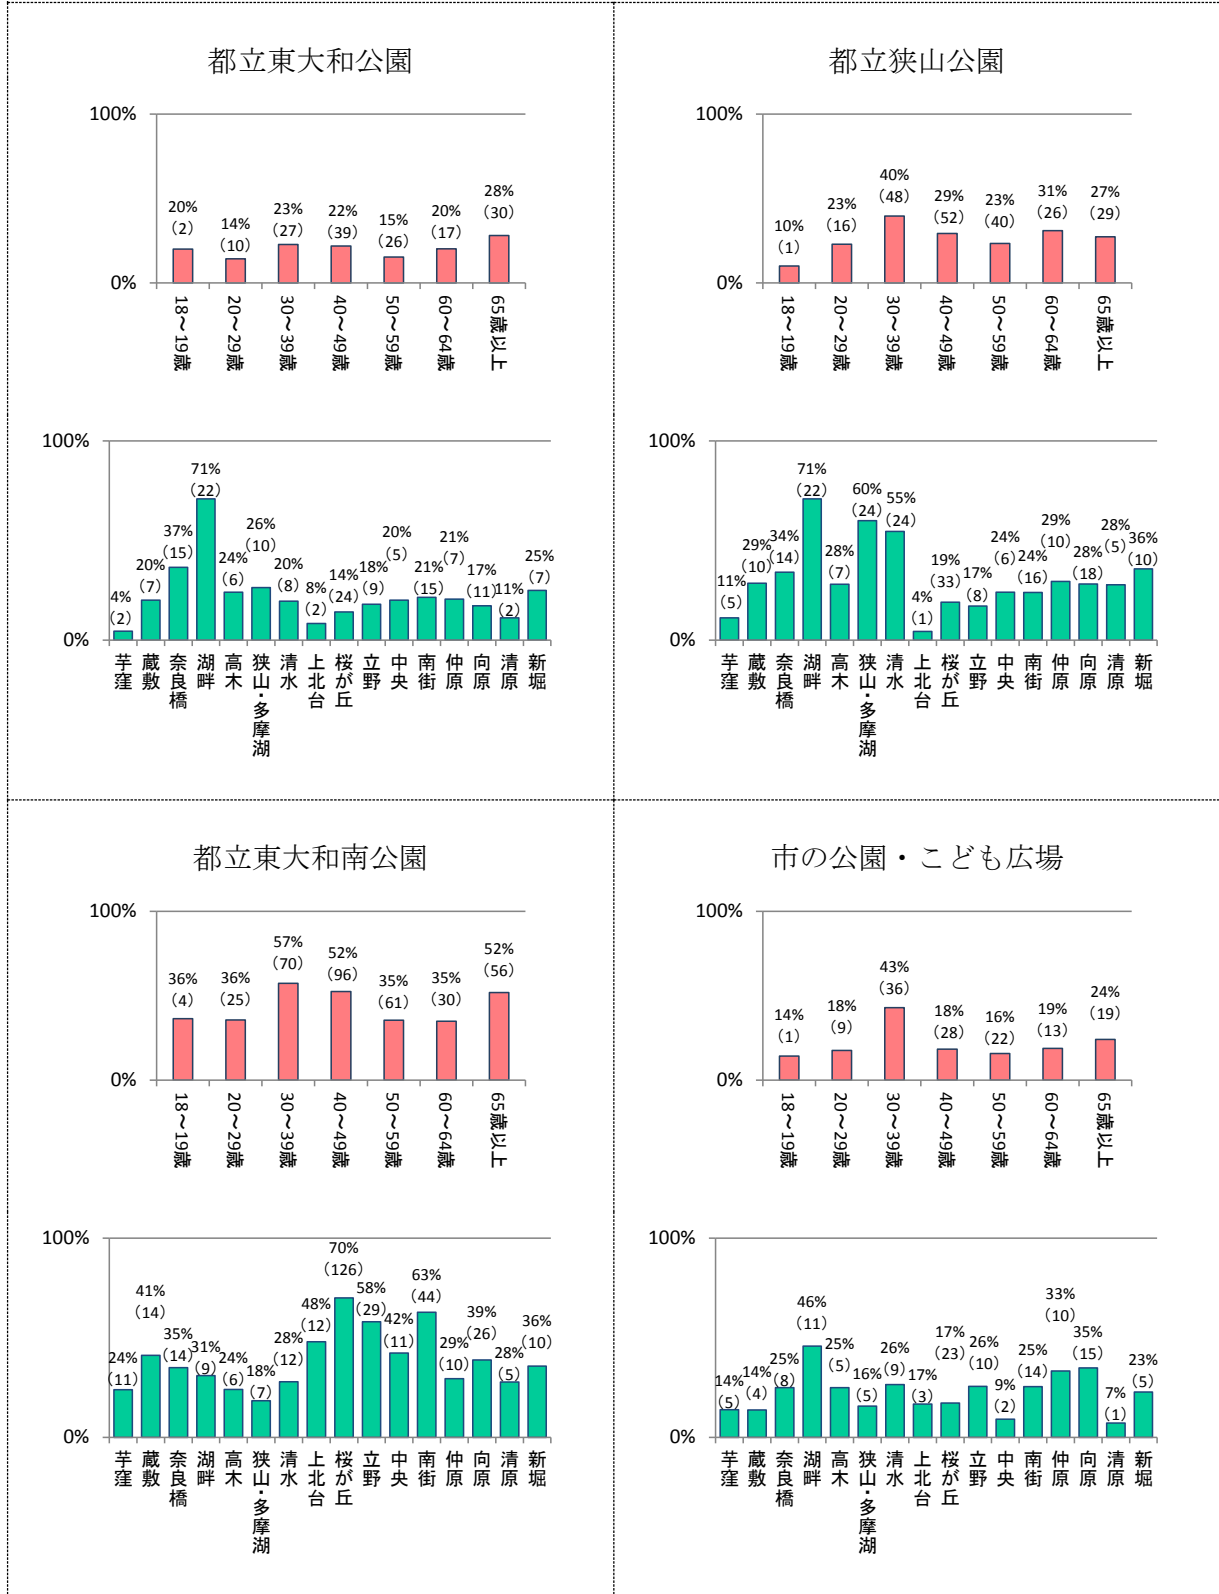 都立東大和公園
100%
0%
20%
(2)
14%
(10)
23%
(27)
22%
(39)
15%
(26)
20%
(17)
28%
(30)
18～19歳
20～29歳
30～39歳
40～49歳
50～59歳
60～64歳
65歳以上
100%
0%
4%
(2)
20%
(7)
37%
(15)
71%
(22)
24%
(6)
26%
(10)
20%
(8)
8%
(2)
14%
(24)
18%
(9)
20%
(5)
21%
(15)
21%
(7)
17%
(11)
11%
(2)
25%
(7)
芋窪
蔵敷
奈良橋
湖畔
高木
狭山・多摩湖
清水
上北台
桜が丘
立野
中央
南街
仲原
向原
清原
新堀
都立狭山公園
100%
0%
10%
(1)
23%
(16)
40%
(48)
29%
(52)
23%
(40)
31%
(26)
27%
(29)
18～19歳
20～29歳
30～39歳
40～49歳
50～59歳
60～64歳
65歳以上
100%
0%
11%
(5)
29%
(10)
34%
(14)
71%
(22)
28%
(7)
60%
(24)
55%
(24)
4%
(1)
19%
(33)
17%
(8)
24%
(6)
24%
(16)
29%
(10)
28%
(18)
28%
(5)
36%
(10)
芋窪
蔵敷
奈良橋
湖畔
高木
狭山・多摩湖
清水
上北台
桜が丘
立野
中央
南街
仲原
向原
清原
新堀
都立東大和南公園
100%
0%
36%
(4)
36%
(25)
57%
(70)
52%
(96)
35%
(61)
35%
(30)
52%
(56)
18～19歳
20～29歳
30～39歳
40～49歳
50～59歳
60～64歳
65歳以上
100%
0%
24%
(11)
41%
(14)
35%
(14)
31%
(9)
24%
(6)
18%
(7)
28%
(12)
48%
(12)
70%
(126)
58%
(29)
42%
(11)
63%
(44)
29%
(10)
39%
(26)
28%
(5)
36%
(10)
芋窪
蔵敷
奈良橋
湖畔
高木
狭山・多摩湖
清水
上北台
桜が丘
立野
中央
南街
仲原
向原
清原
新堀
市の公園・こども広場
100%
0%
14%
(1)
18%
(9)
43%
(36)
18%
(28)
16%
(22)
19%
(13)
24%
(19)
18～19歳
20～29歳
30～39歳
40～49歳
50～59歳
60～64歳
65歳以上
100%
0%
14%
(5)
14%
(4)
25%
(8)
46%
(11)
25%
(5)
16%
(5)
26%
(9)
17%
(3)
17%
(23)
26%
(10)
9%
(2)
25%
(14)
33%
(10)
35%
(15)
7%
(1)
23%
(5)
芋窪
蔵敷
奈良橋
湖畔
高木
狭山・多摩湖
清水
上北台
桜が丘
立野
中央
南街
仲原
向原
清原
新堀